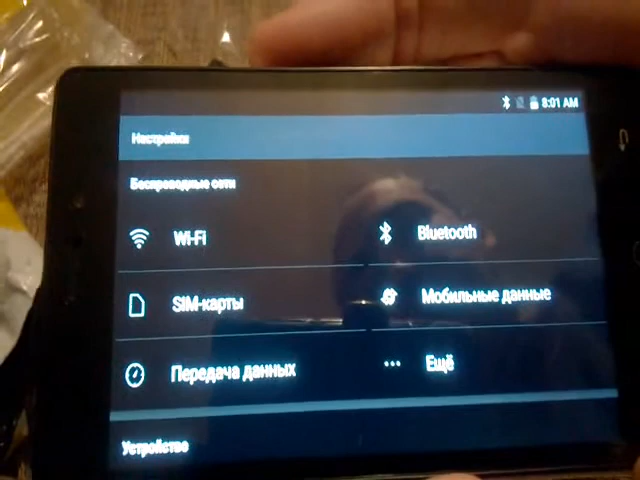 8:01 AM
Настройки
Беспроводные сети
Wi-Fi
Bluetooth
SIM-карты
Мобильные данные
Передача данных
Ещё
Устройство